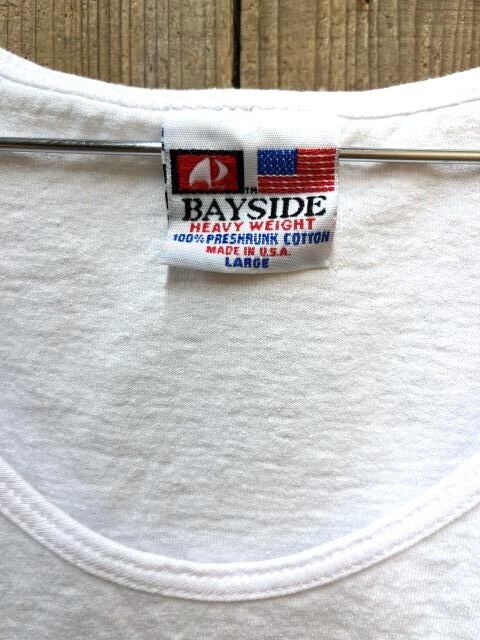 TM
BAYSIDE
HEAVY WEIGHT
100% PRESHRUNK COTTON
MADE IN U.S.A.
LARGE